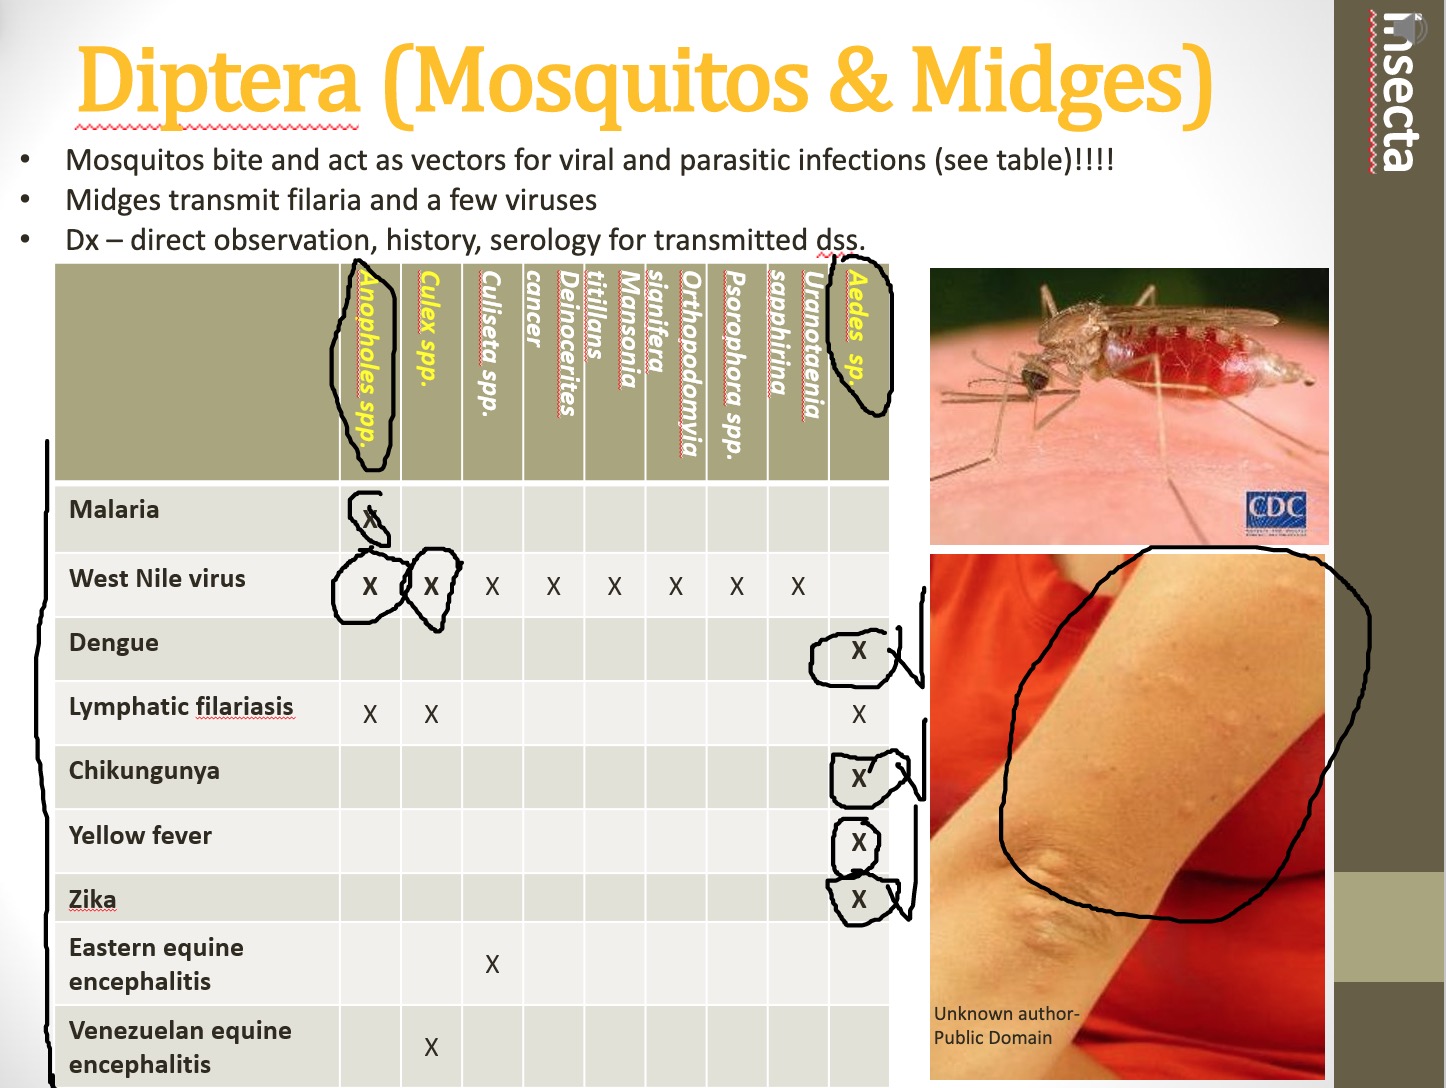 Diptera (Mosquitos & Midges)
Insecta
• Mosquitos bite and act as vectors for viral and parasitic infections (see table)!!!!
• Midges transmit filaria and a few viruses
• Dx – direct observation, history, serology for transmitted dss.
Anopholes spp.
Culex spp.
Culiseta spp.
Deinocerites
cancer
Mansonia
titillans
Orthopodomyia
signifera
Psorophora spp.
Uranotaenia
sapphirina
Aedes sp.
Malaria X
West Nile virus X X X X X X X X
Dengue X
Lymphatic filariasis X X X
Chikungunya X
Yellow fever X
Zika X
Eastern equine
encephalitis X
Venezuelan equine
encephalitis X
CDC
Unknown author-
Public Domain